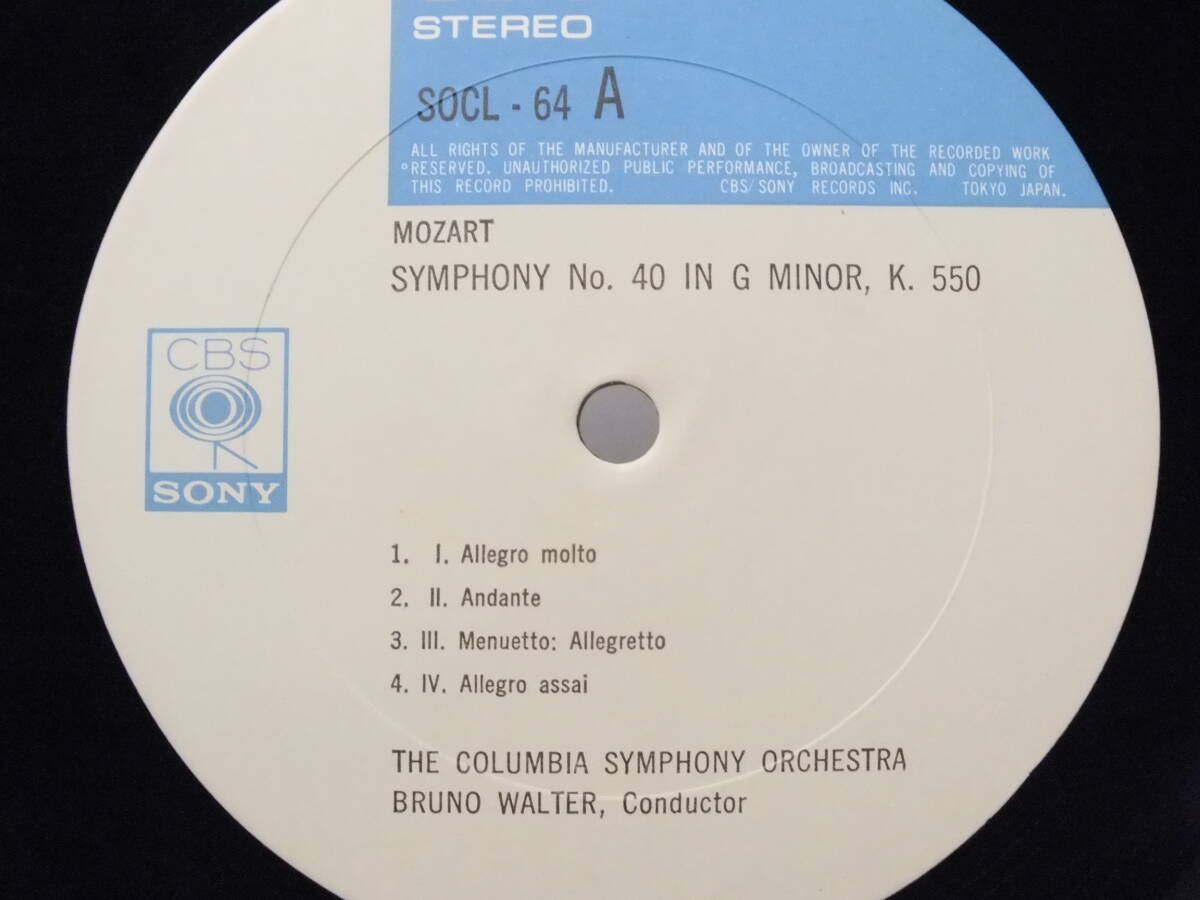 STEREO
SOCL - 64 A
ALL RIGHTS OF THE MANUFACTURER AND OF THE OWNER OF THE RECORDED WORK
RESERVED. UNAUTHORIZED PUBLIC PERFORMANCE, BROADCASTING AND COPYING OF
THIS RECORD PROHIBITED. CBS/SONY RECORDS INC. TOKYO JAPAN.
MOZART
SYMPHONY No. 40 IN G MINOR, K. 550
CBS
SONY
1. I. Allegro molto
2. II. Andante
3. III. Menuetto: Allegretto
4. IV. Allegro assai
THE COLUMBIA SYMPHONY ORCHESTRA
BRUNO WALTER, Conductor